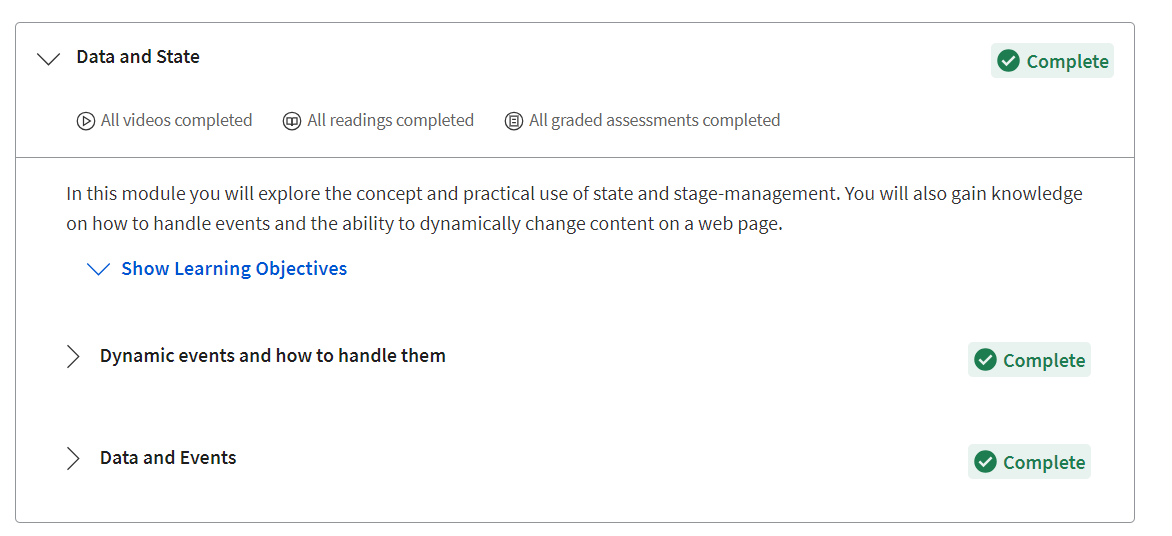 Data and State
Complete
All videos completed
All readings completed
All graded assessments completed
In this module you will explore the concept and practical use of state and stage-management. You will also gain knowledge
on how to handle events and the ability to dynamically change content on a web page.
Show Learning Objectives
Dynamic events and how to handle them
Complete
Data and Events
Complete